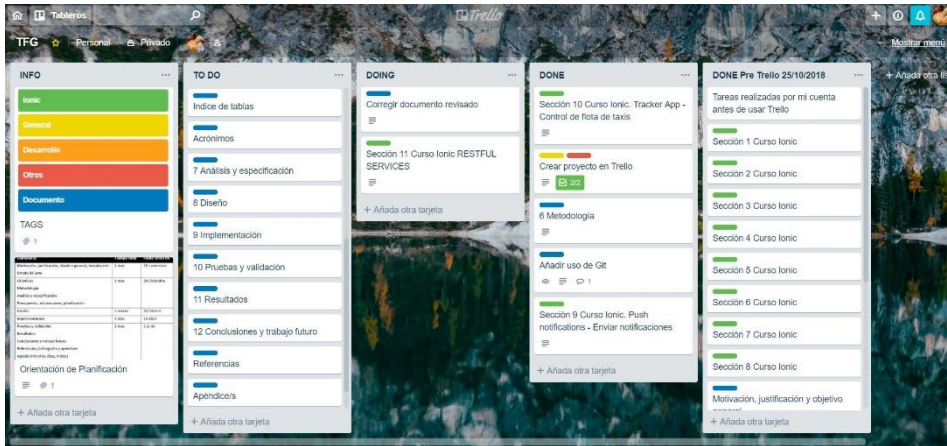 Tableros
Trello
TFG
Personal
Privado
Mostrar menú
INFO
Ionic
General
Desarrollo
Otros
Documento
TAGS
1
Orientación de Planificación
1
+ Añada otra tarjeta
TO DO
Indice de tablas
Acrónimos
7 Análisis y especificación
8 Diseño
9 Implementación
10 Pruebas y validación
11 Resultados
12 Conclusiones y trabajo futuro
Referencias
Apéndice/s
+ Añada otra tarjeta
DOING
Corregir documento revisado
Sección 11 Curso Ionic RESTFUL
SERVICES
+ Añada otra tarjeta
DONE
Sección 10 Curso Ionic. Tracker App -
Control de flota de taxis
Crear proyecto en Trello
2/2
6 Metodología
Añadir uso de Git
1
Sección 9 Curso Ionic. Push
notifications - Enviar notificaciones
+ Añada otra tarjeta
DONE Pre Trello 25/10/2018
Tareas realizadas por mi cuenta
antes de usar Trello
Sección 1 Curso Ionic
Sección 2 Curso Ionic
Sección 3 Curso Ionic
Sección 4 Curso Ionic
Sección 5 Curso Ionic
Sección 6 Curso Ionic
Sección 7 Curso Ionic
Sección 8 Curso Ionic
Motivación, justificación y objetivo
+ Añada otra tarjeta
+ Añada otra lis